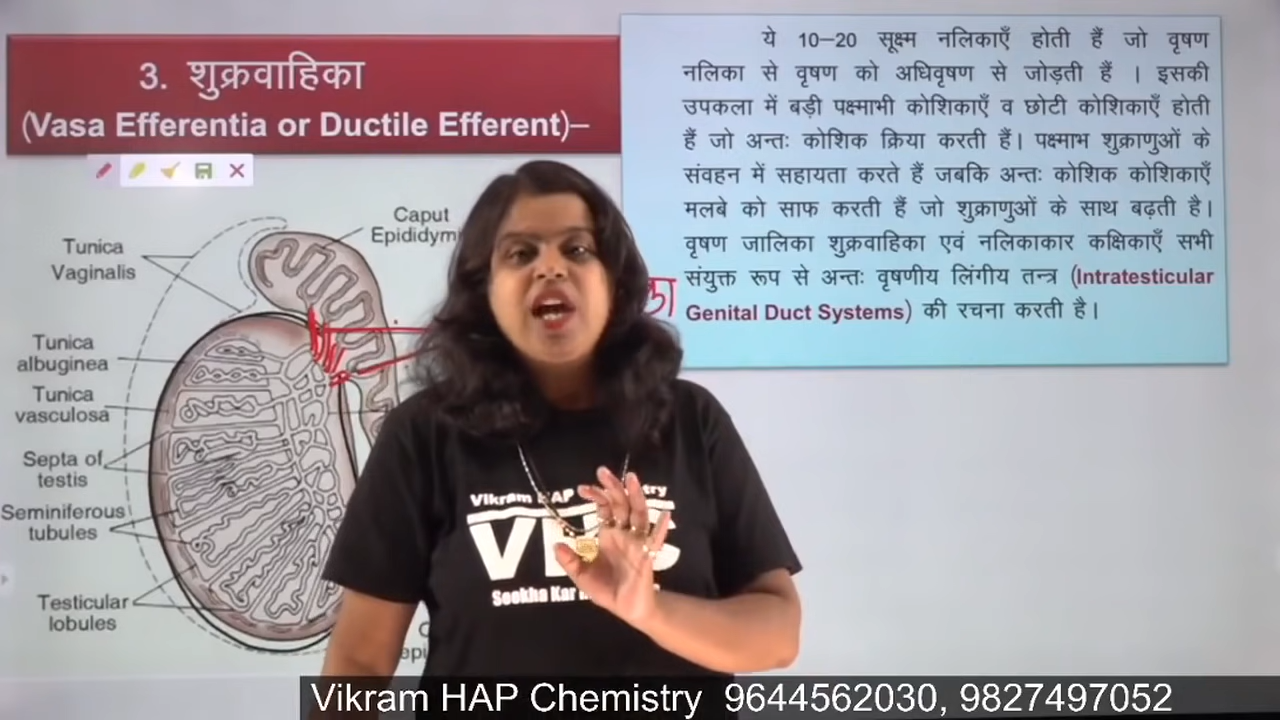 3. शुक्रवाहिका
(Vasa Efferentia or Ductile Efferent)–
ये 10–20 सूक्ष्म नलिकाएँ होती हैं जो वृषण
नलिका से वृषण को अधिवृषण से जोड़ती हैं । इसकी
उपकला में बड़ी पक्ष्माभी कोशिकाएँ व छोटी कोशिकाएँ होती
हैं जो अन्तः कोशिक क्रिया करती हैं। पक्ष्माभ शुक्राणुओं के
संवहन में सहायता करते हैं जबकि अन्तः कोशिक कोशिकाएँ
मलबे को साफ करती हैं जो शुक्राणुओं के साथ बढ़ती है।
वृषण जालिका शुक्रवाहिका एवं नलिकाकार कक्षिकाएँ सभी
संयुक्त रूप से अन्तः वृषणीय लिंगीय तन्त्र (Intratesticular
Genital Duct Systems) की रचना करती है।
Caput
Tunica
Vaginalis
Tunica
albuginea
Tunica
vasculosa
Septa of
testis
Seminiferous
tubules
Testicular
lobules
Vikram HAP
Seekha Kar
Vikram HAP Chemistry 9644562030, 9827497052